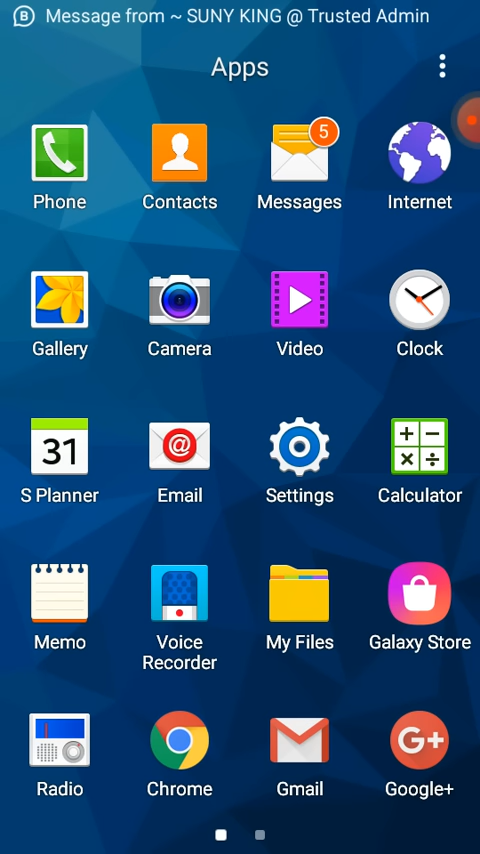 Message from ~ SUNY KING @ Trusted Admin
Apps
5
Phone
Contacts
Messages
Internet
Gallery
Camera
Video
Clock
31
S Planner
Email
Settings
Calculator
Memo
Voice
Recorder
My Files
Galaxy Store
G+
Radio
Chrome
Gmail
Google+